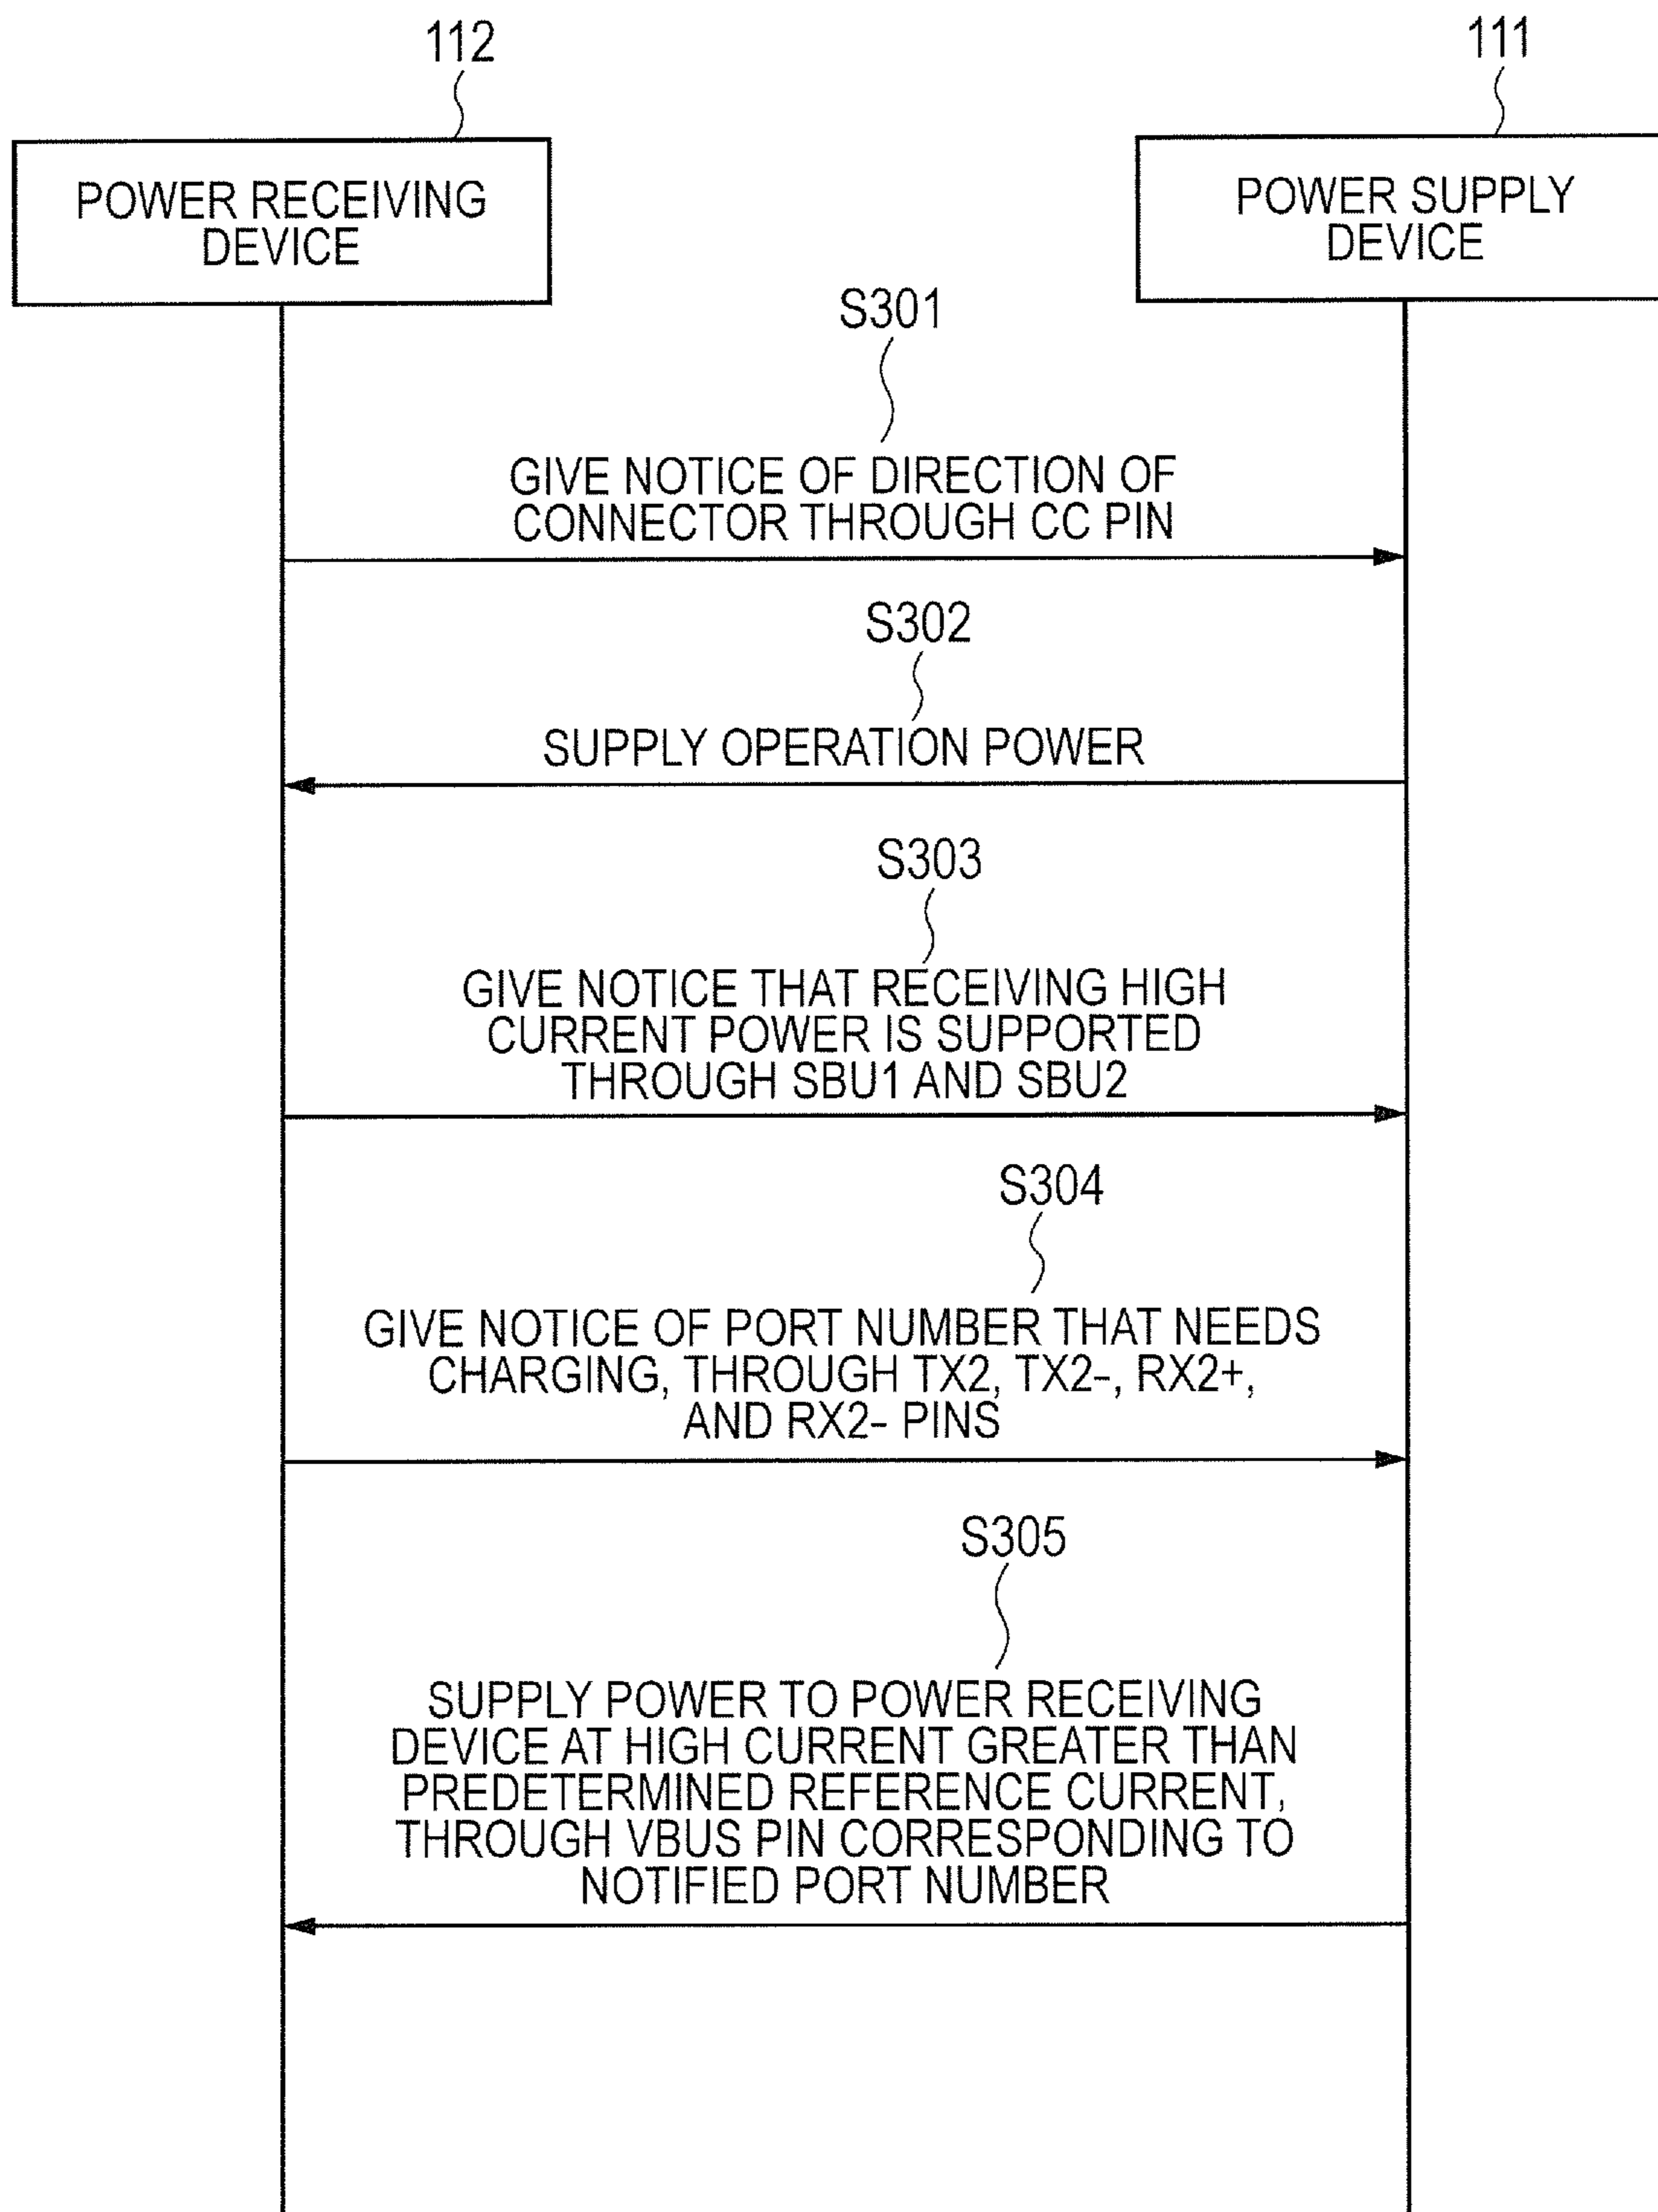 112
111
POWER RECEIVING
DEVICE
POWER SUPPLY
DEVICE
S301
GIVE NOTICE OF DIRECTION OF
CONNECTOR THROUGH CC PIN
S302
SUPPLY OPERATION POWER
S303
GIVE NOTICE THAT RECEIVING HIGH
CURRENT POWER IS SUPPORTED
THROUGH SBU1 AND SBU2
S304
GIVE NOTICE OF PORT NUMBER THAT NEEDS
CHARGING, THROUGH TX2, TX2-, RX2+,
AND RX2- PINS
S305
SUPPLY POWER TO POWER RECEIVING
DEVICE AT HIGH CURRENT GREATER THAN
PREDETERMINED REFERENCE CURRENT,
THROUGH VBUS PIN CORRESPONDING TO
NOTIFIED PORT NUMBER